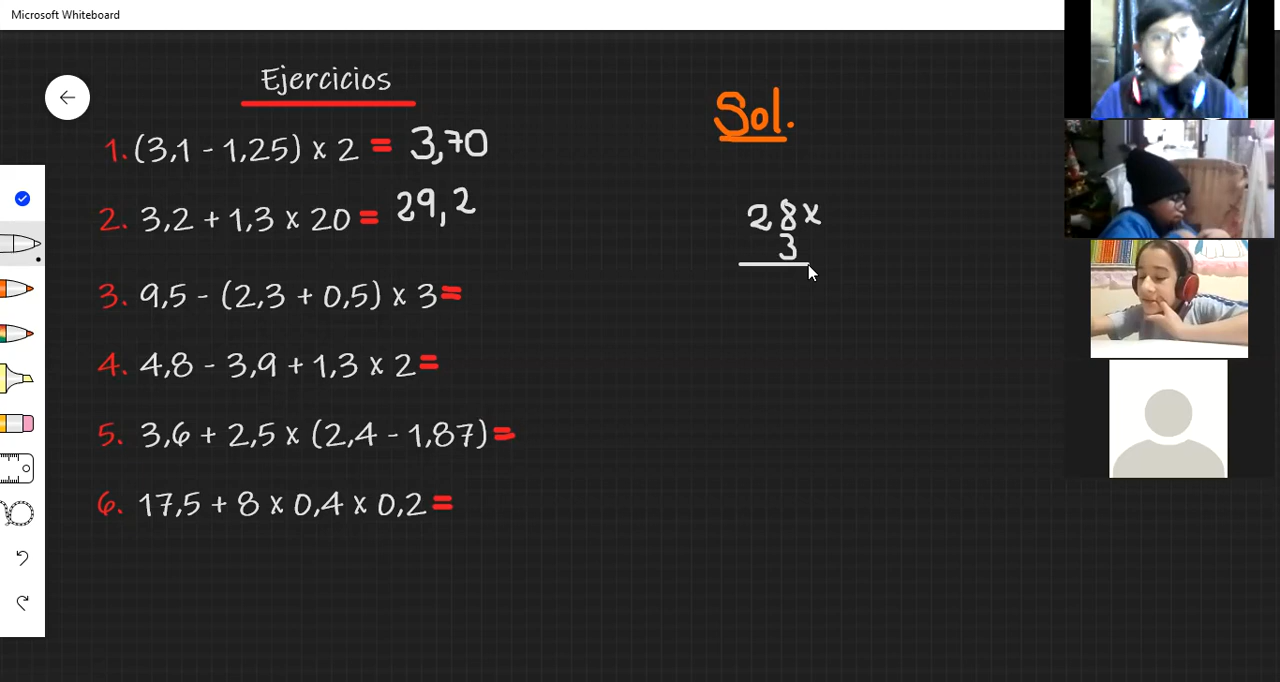 Microsoft Whiteboard
Ejercicios
1. (3,1 - 1,25) x 2 = 3,70
2. 3,2 + 1,3 x 20 = 29,2
3. 9,5 - (2,3 + 0,5) x 3 =
4. 4,8 - 3,9 + 1,3 x 2 =
5. 3,6 + 2,5 x (2,4 - 1,87) =
6. 17,5 + 8 x 0,4 x 0,2 =
Sol.
28x
3